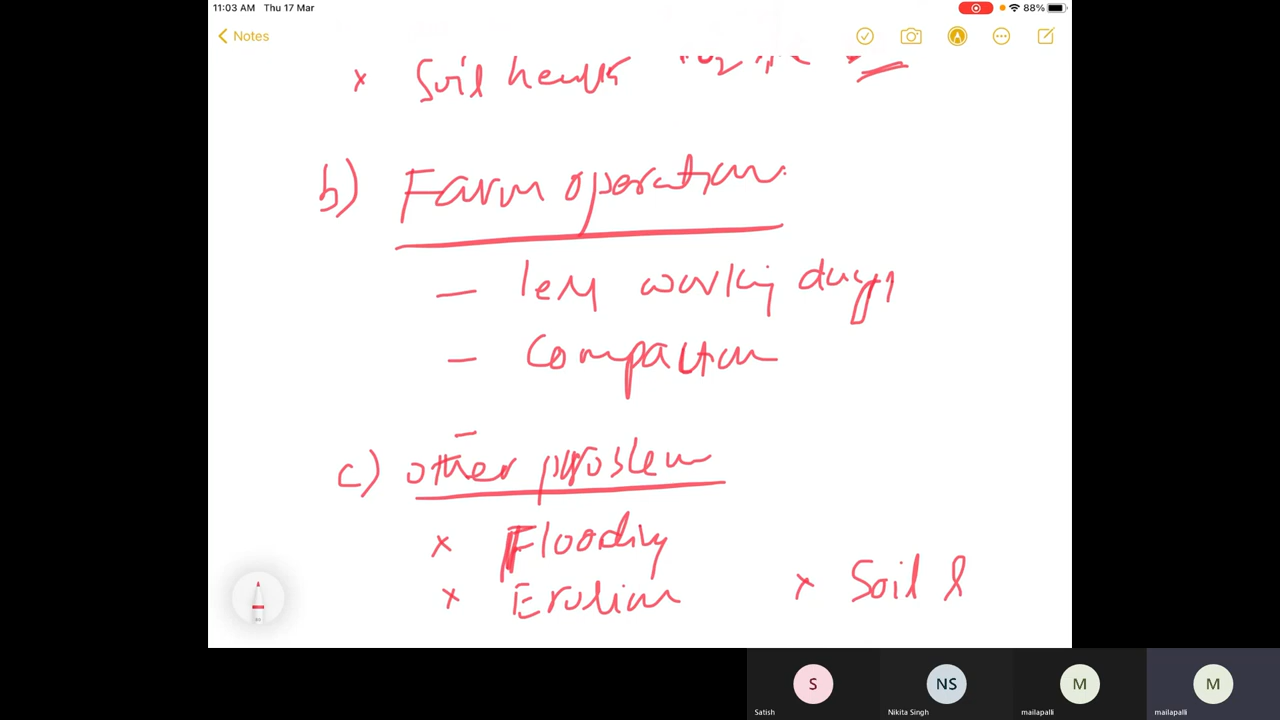 11:03 AM Thu 17 Mar
88%
Notes
x Soil health
b) Farm operation
— less working days
— Compaction
c) other problem
x Flooding
x Erosion x Soil
S NS M M
Satish Nikita Singh mailapalli mailapalli